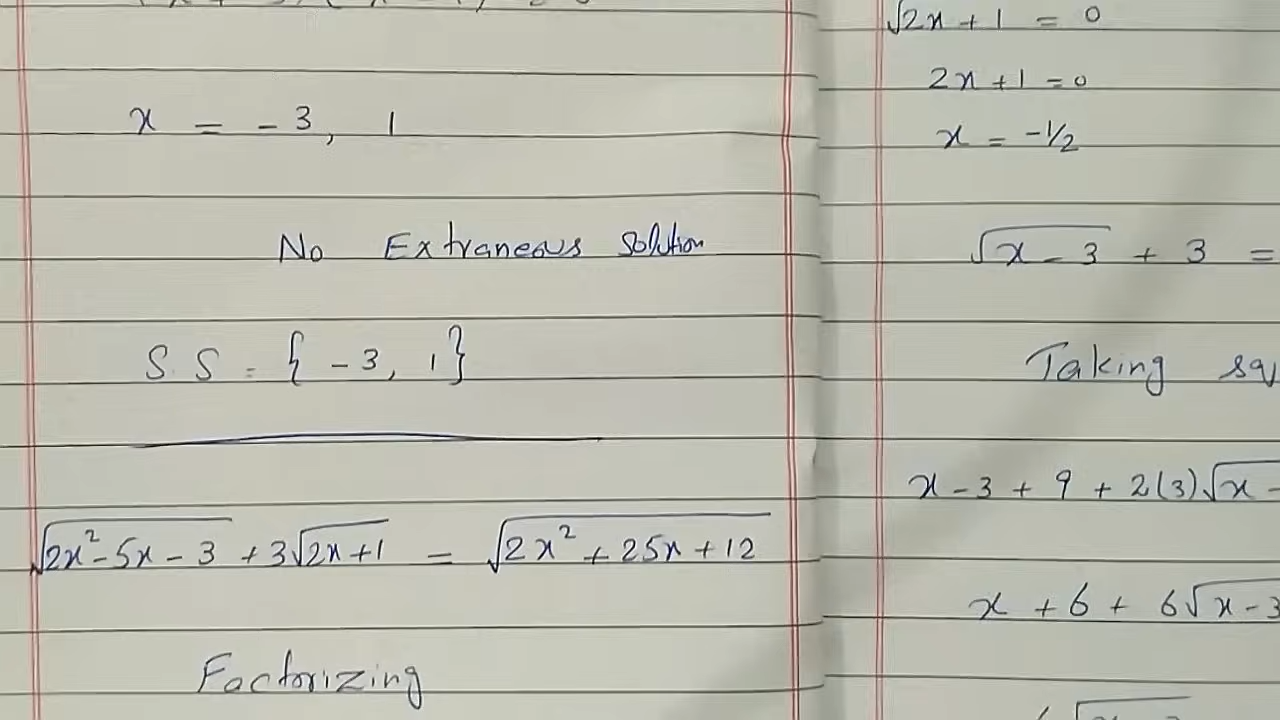 x = -3, 1
No Extraneous solution
S.S = { -3, 1}
√(2x²-5x-3) + 3√(2x+1) = √(2x²+25x+12)
Factorizing
√2x+1 = 0
2x+1=0
x = -1/2
√(x-3) + 3 =
Taking sq
x-3 + 9 + 2(3)√x-
x + 6 + 6√x-3